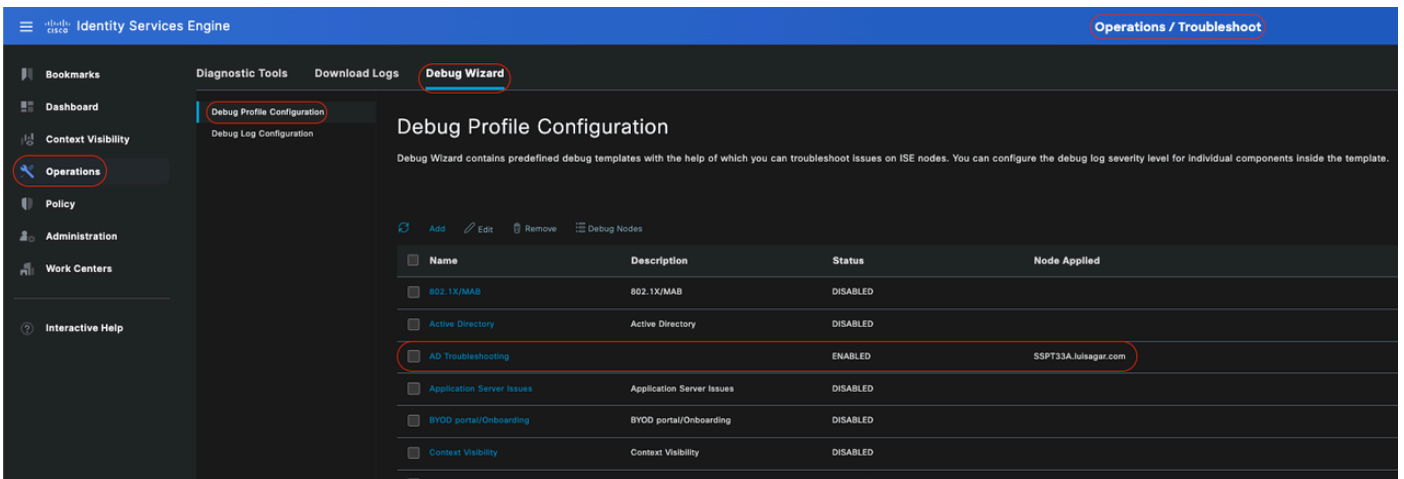 cisco Identity Services Engine
Operations / Troubleshoot
Bookmarks
Dashboard
Context Visibility
Operations
Policy
Administration
Work Centers
? Interactive Help
Diagnostic Tools Download Logs Debug Wizard
Debug Profile Configuration
Debug Log Configuration
Debug Profile Configuration
Debug Wizard contains predefined debug templates with the help of which you can troubleshoot issues on ISE nodes. You can configure the debug log severity level for individual components inside the template.
Add Edit Remove Debug Nodes
Name Description Status Node Applied
802.1X/MAB 802.1X/MAB DISABLED
Active Directory Active Directory DISABLED
AD Troubleshooting ENABLED SSPT33A.luisagar.com
Application Server Issues Application Server Issues DISABLED
BYOD portal/Onboarding BYOD portal/Onboarding DISABLED
Context Visibility Context Visibility DISABLED